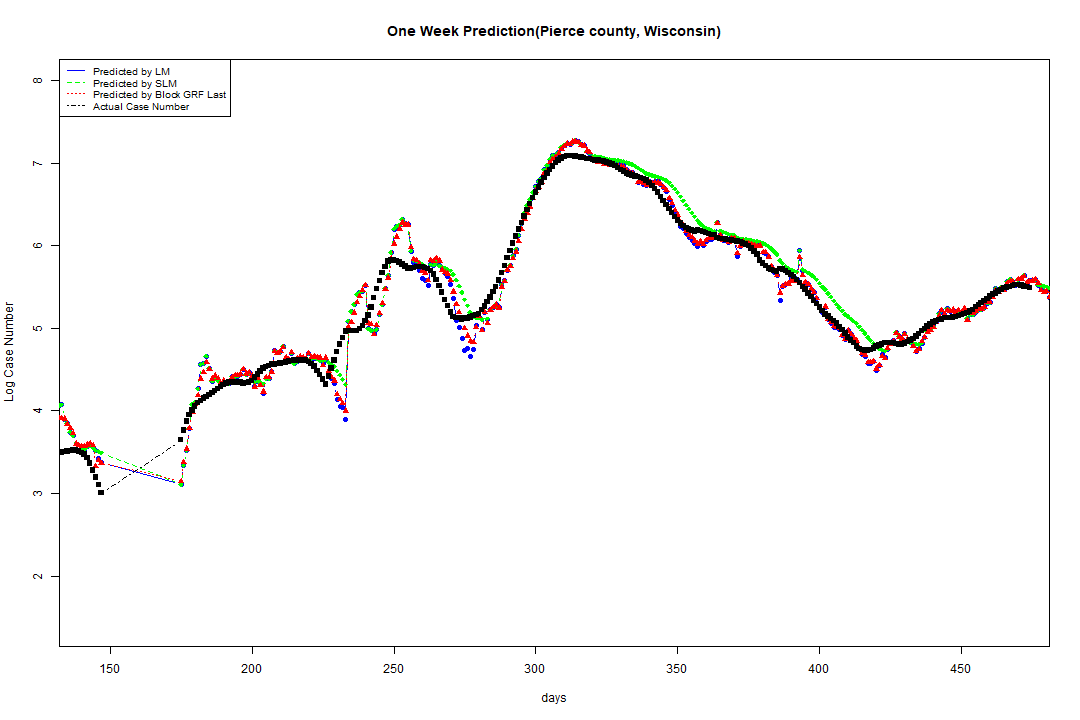 One Week Prediction(Pierce county, Wisconsin)
Predicted by LM
Predicted by SLM
Predicted by Block GRF Last
Actual Case Number
8
7
6
5
4
3
2
Log Case Number
150 200 250 300 350 400 450
days